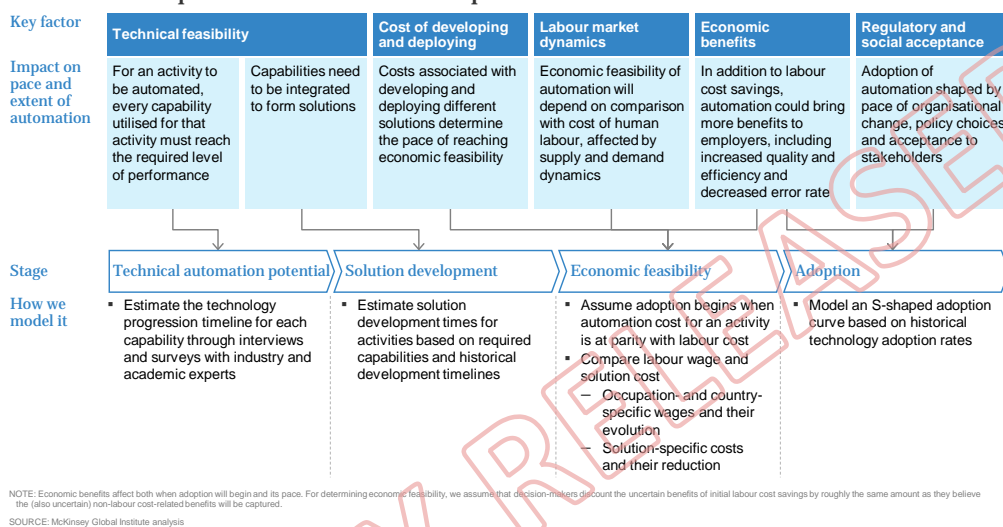 Key factor
Technical feasibility
Cost of developing
and deploying
Labour market
dynamics
Economic
benefits
Regulatory and
social acceptance
Impact on
pace and
extent of
automation
For an activity to
be automated,
every capability
utilised for that
activity must reach
the required level
of performance
Capabilities need
to be integrated
to form solutions
Costs associated with
developing and
deploying different
solutions determine
the pace of reaching
economic feasibility
Economic feasibility of
automation will
depend on comparison
with cost of human
labour, affected by
supply and demand
dynamics
In addition to labour
cost savings,
automation could bring
more benefits to
employers, including
increased quality and
efficiency and
decreased error rate
Adoption of
automation shaped by
pace of organisational
change, policy choices
and acceptance to
stakeholders
Stage
Technical automation potential
Solution development
Economic feasibility
Adoption
How we
model it
▪ Estimate the technology
progression timeline for each
capability through interviews
and surveys with industry and
academic experts
▪ Estimate solution
development times for
activities based on required
capabilities and historical
development timelines
▪ Assume adoption begins when
automation cost for an activity
is at parity with labour cost
▪ Compare labour wage and
solution cost
– Occupation- and country-
specific wages and their
evolution
– Solution-specific costs
and their reduction
▪ Model an S-shaped adoption
curve based on historical
technology adoption rates
NOTE: Economic benefits affect both when adoption will begin and its pace. For determining economic feasibility, we assume that decision-makers discount the uncertain benefits of initial labour cost savings by roughly the same amount as they believe
the (also uncertain) non-labour cost-related benefits will be captured.
SOURCE: McKinsey Global Institute analysis
RELEASE